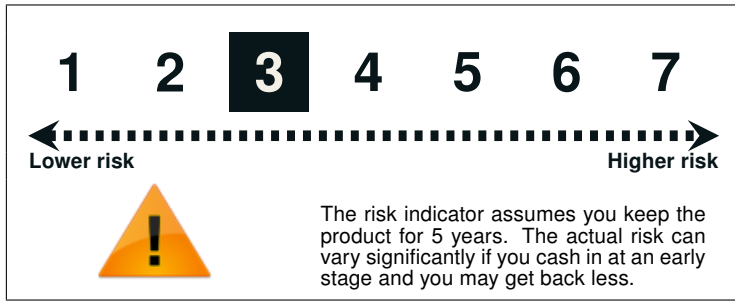 1 2 3 4 5 6 7
Lower risk Higher risk
The risk indicator assumes you keep the
product for 5 years. The actual risk can
vary significantly if you cash in at an early
stage and you may get back less.